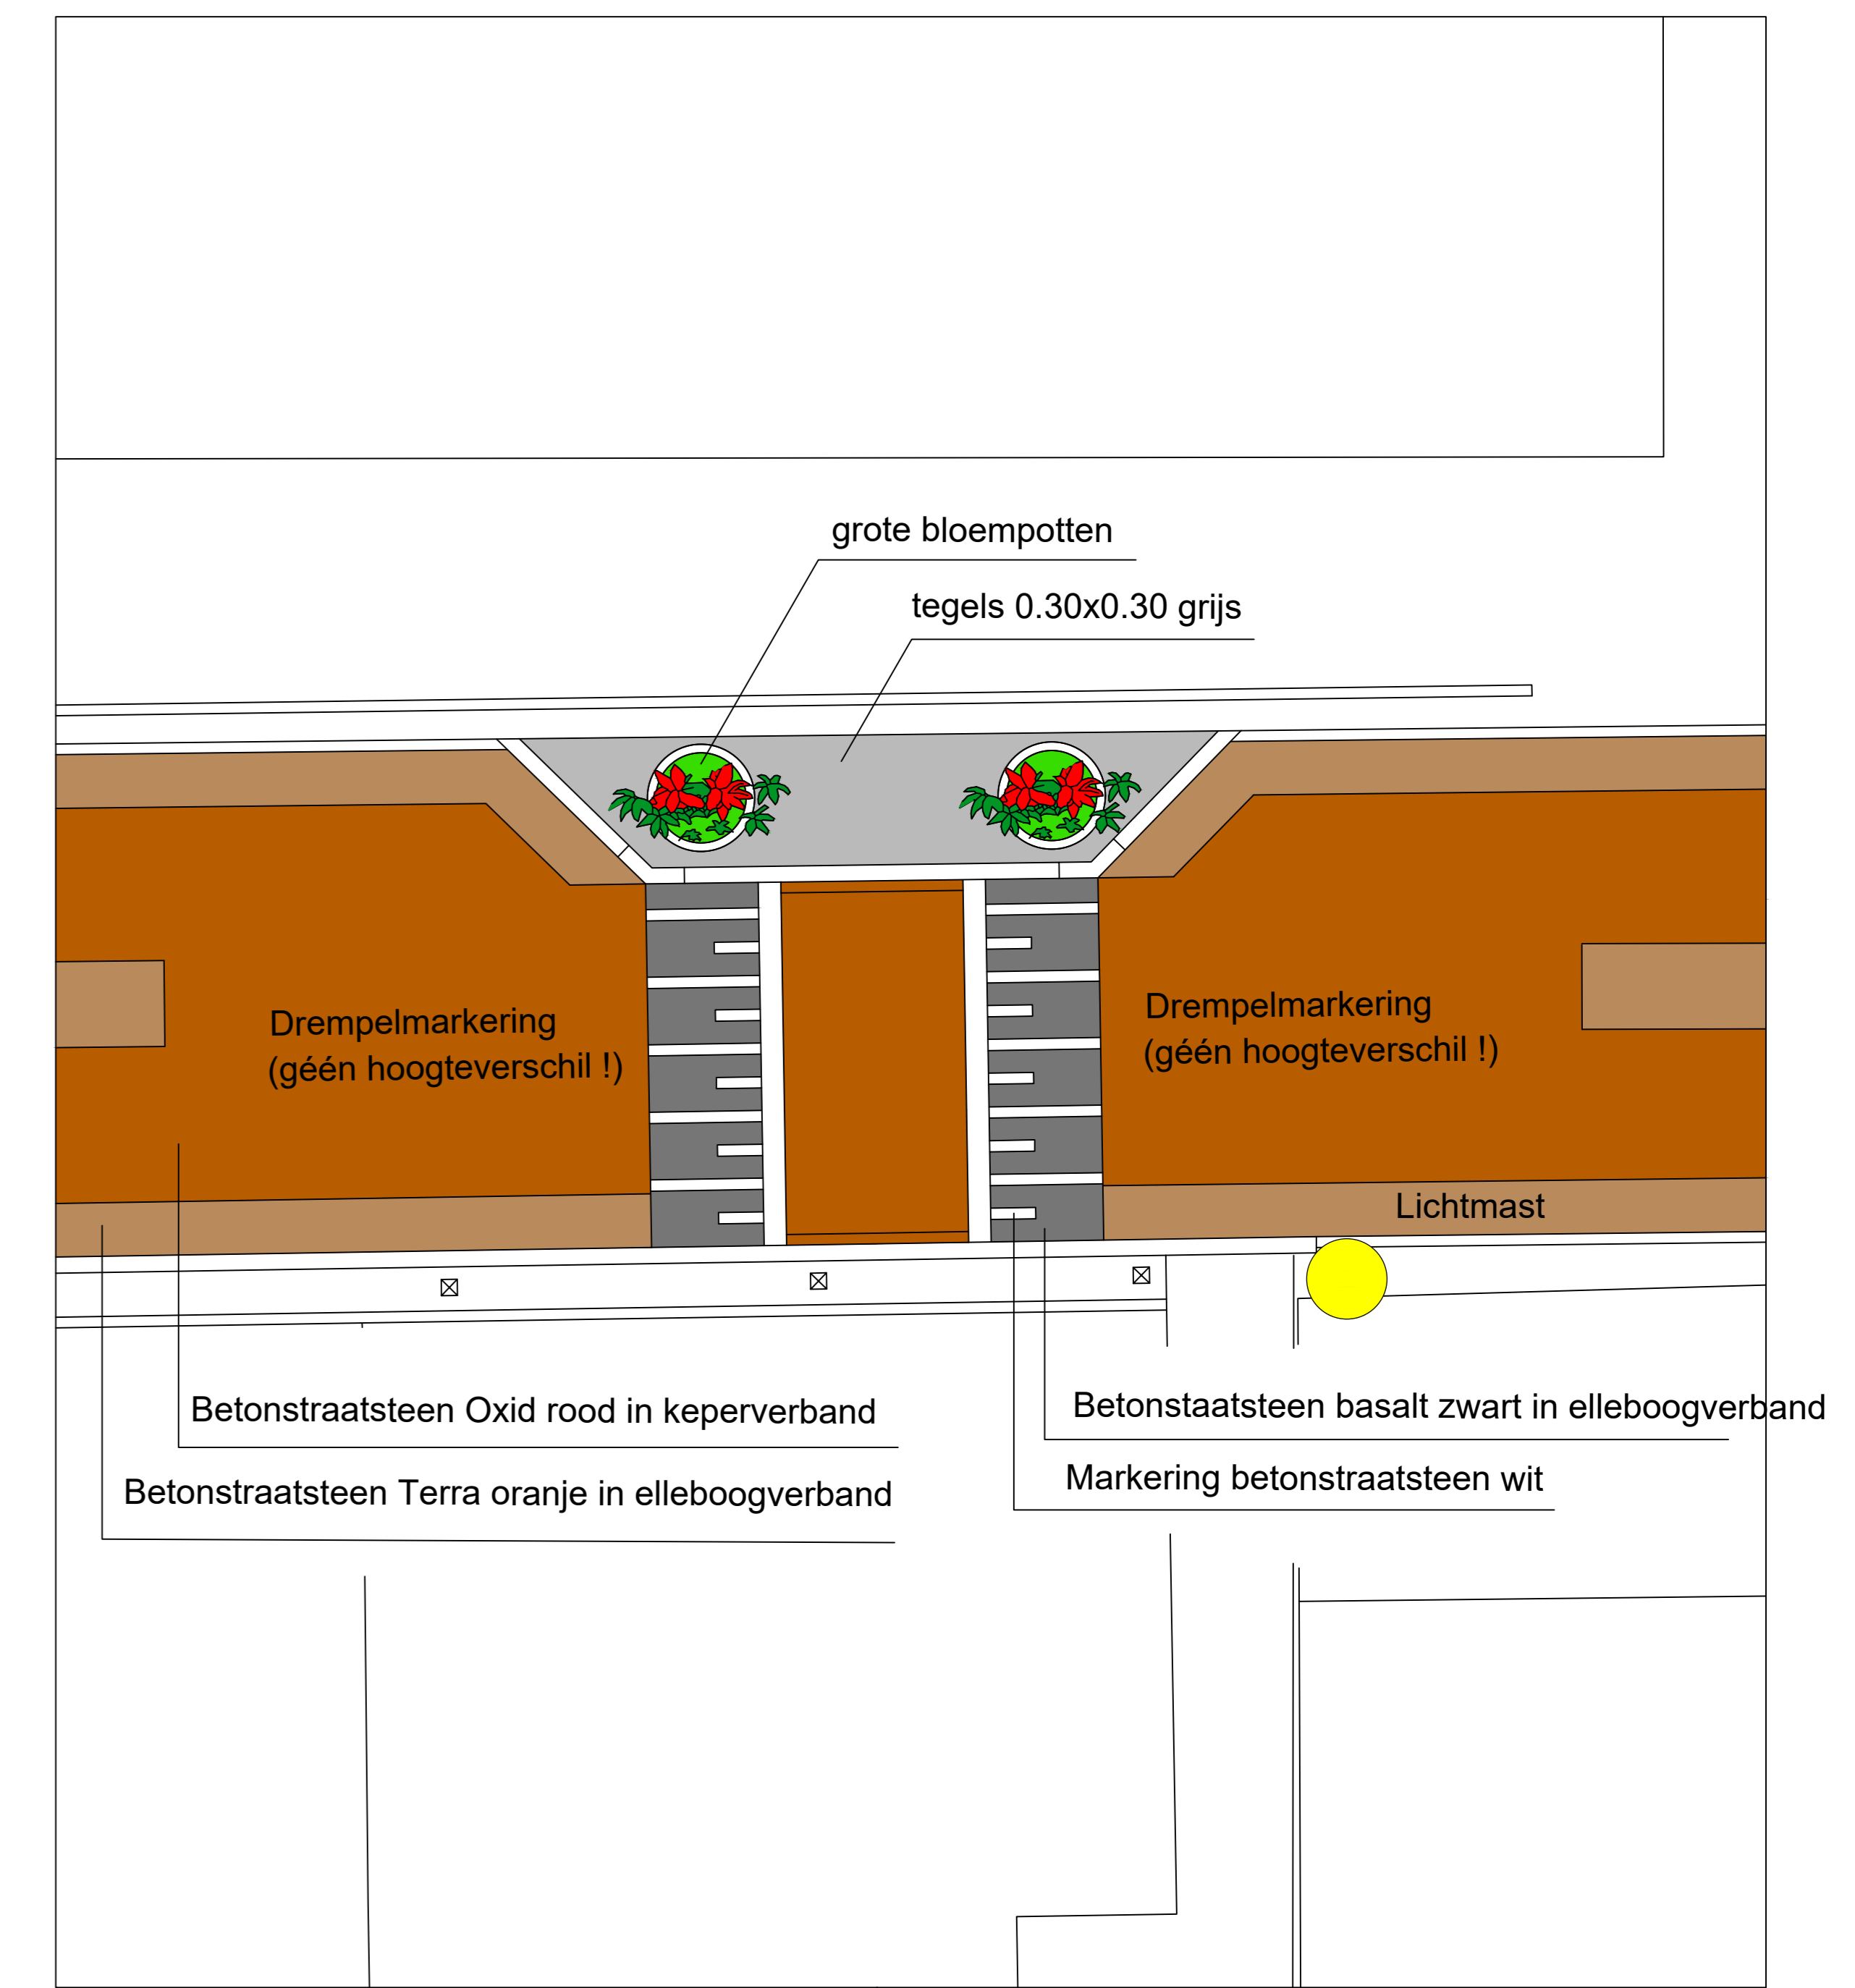 grote bloempotten
tegels 0.30x0.30 grijs
Drempelmarkering
(géén hoogteverschil !)
Drempelmarkering
(géén hoogteverschil !)
Lichtmast
Betonstraatsteen Oxid rood in keperverband
Betonstaatsteen basalt zwart in elleboogverband
Betonstraatsteen Terra oranje in elleboogverband
Markering betonstraatsteen wit